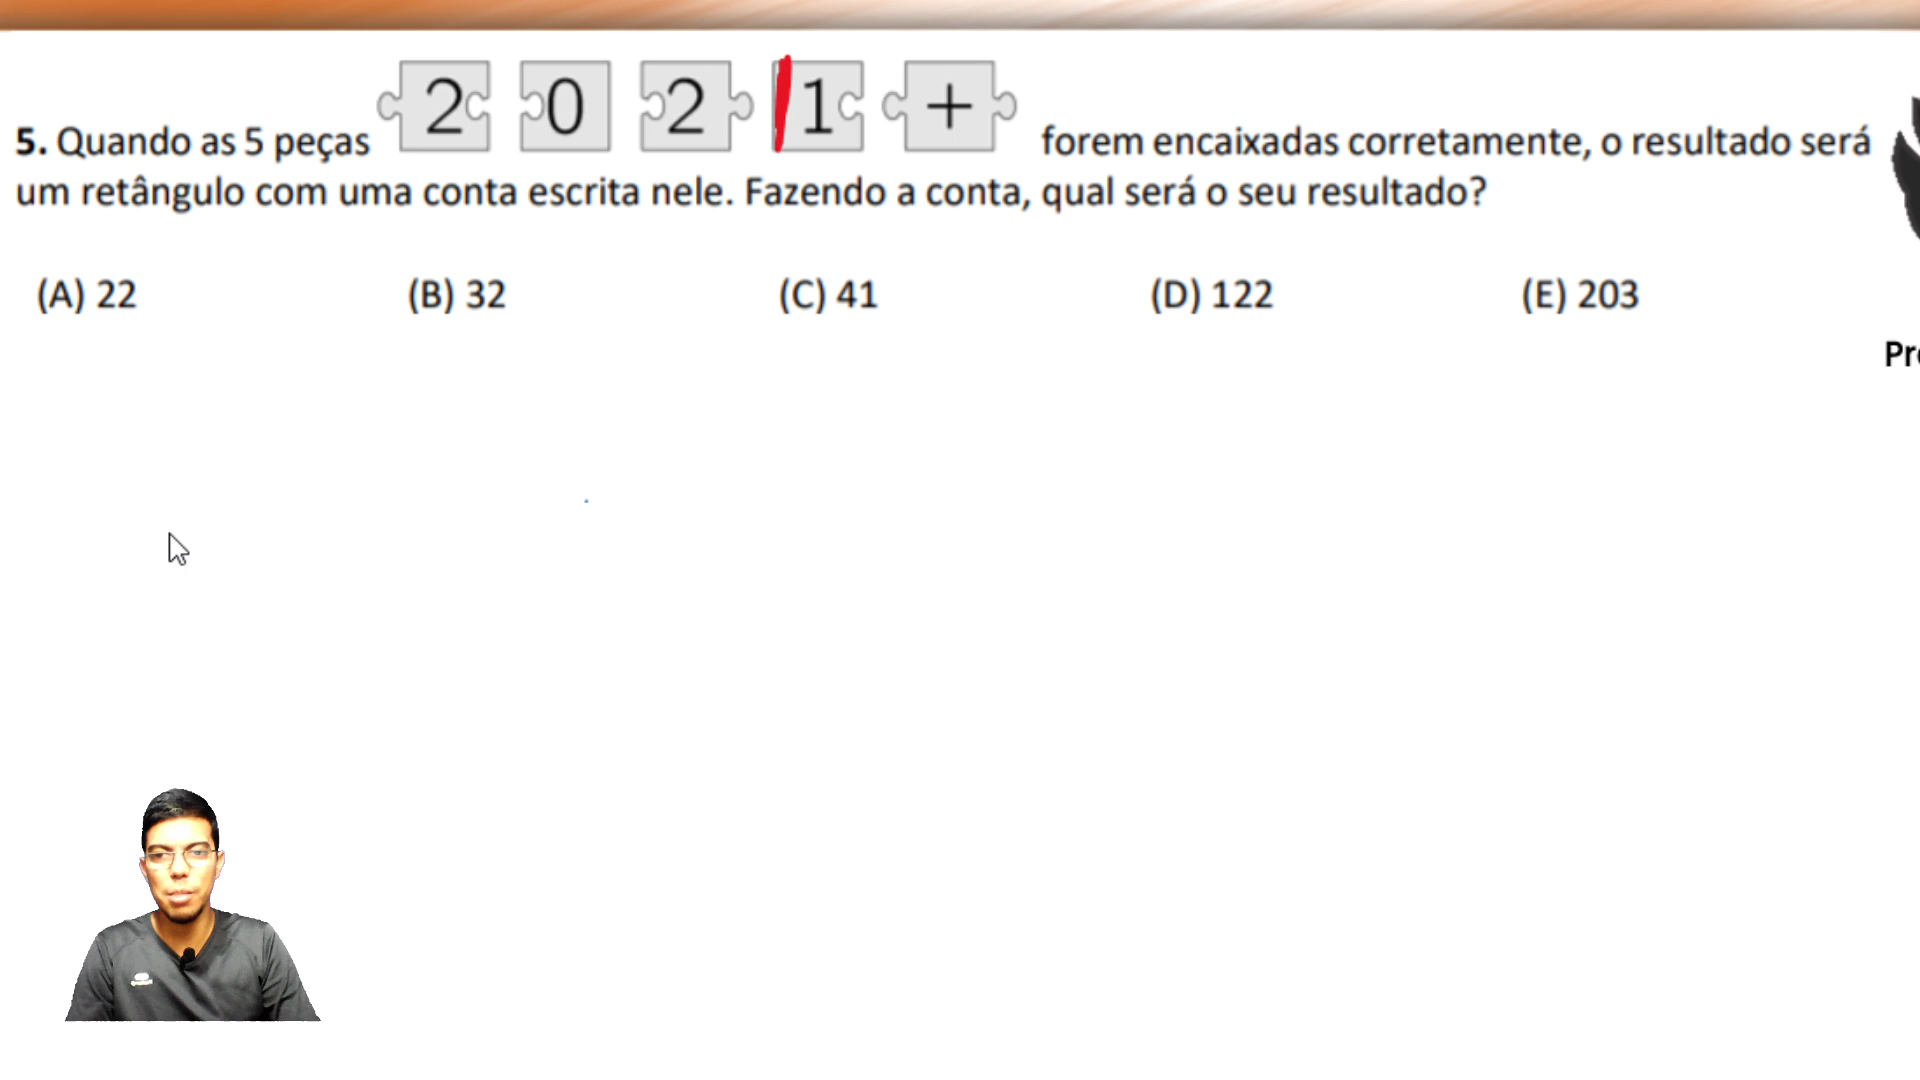 2 0 2 1 +
5. Quando as 5 peças forem encaixadas corretamente, o resultado será
um retângulo com uma conta escrita nele. Fazendo a conta, qual será o seu resultado?
(A) 22 (B) 32 (C) 41 (D) 122 (E) 203